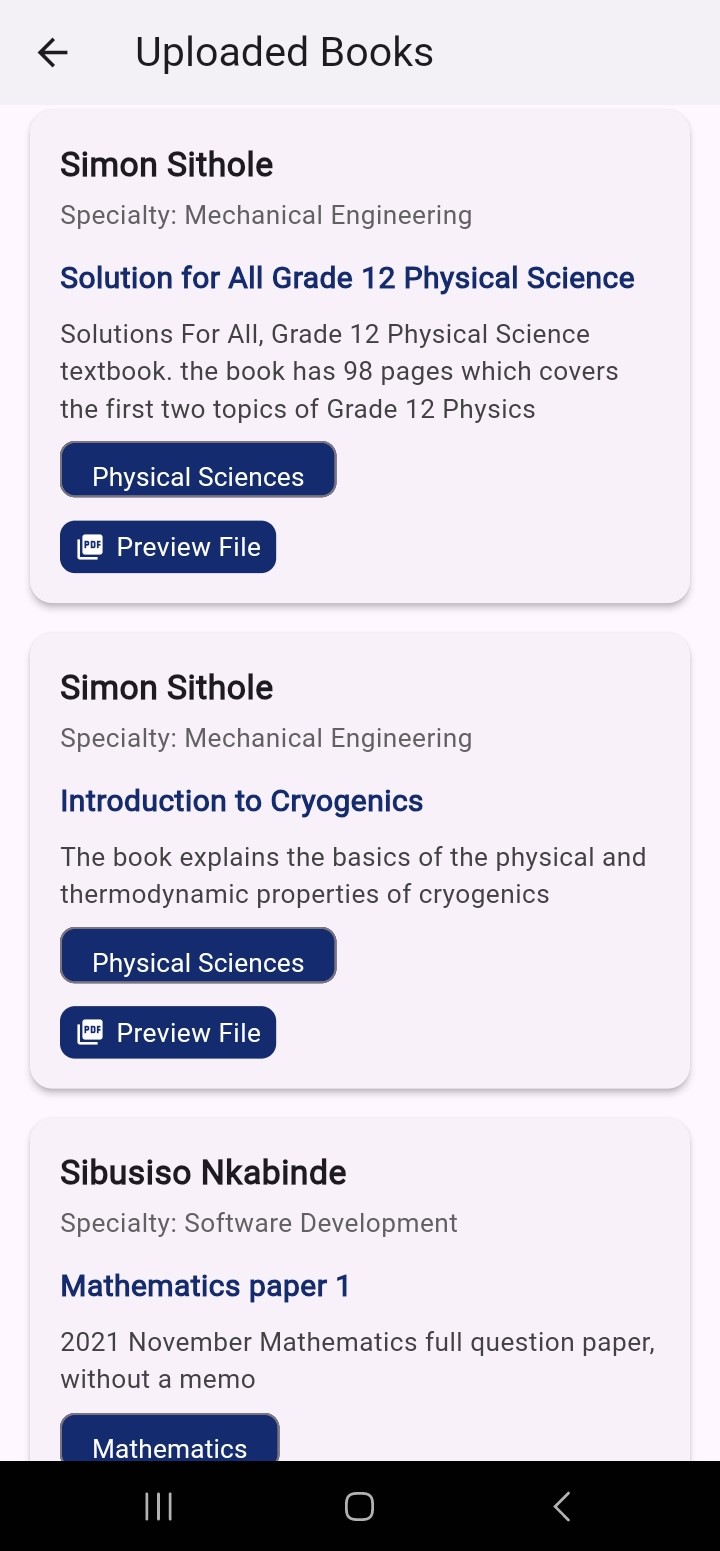 Uploaded Books
Simon Sithole
Specialty: Mechanical Engineering
Solution for All Grade 12 Physical Science
Solutions For All, Grade 12 Physical Science
textbook. the book has 98 pages which covers
the first two topics of Grade 12 Physics
Physical Sciences
PDF Preview File
Simon Sithole
Specialty: Mechanical Engineering
Introduction to Cryogenics
The book explains the basics of the physical and
thermodynamic properties of cryogenics
Physical Sciences
PDF Preview File
Sibusiso Nkabinde
Specialty: Software Development
Mathematics paper 1
2021 November Mathematics full question paper,
without a memo
Mathematics